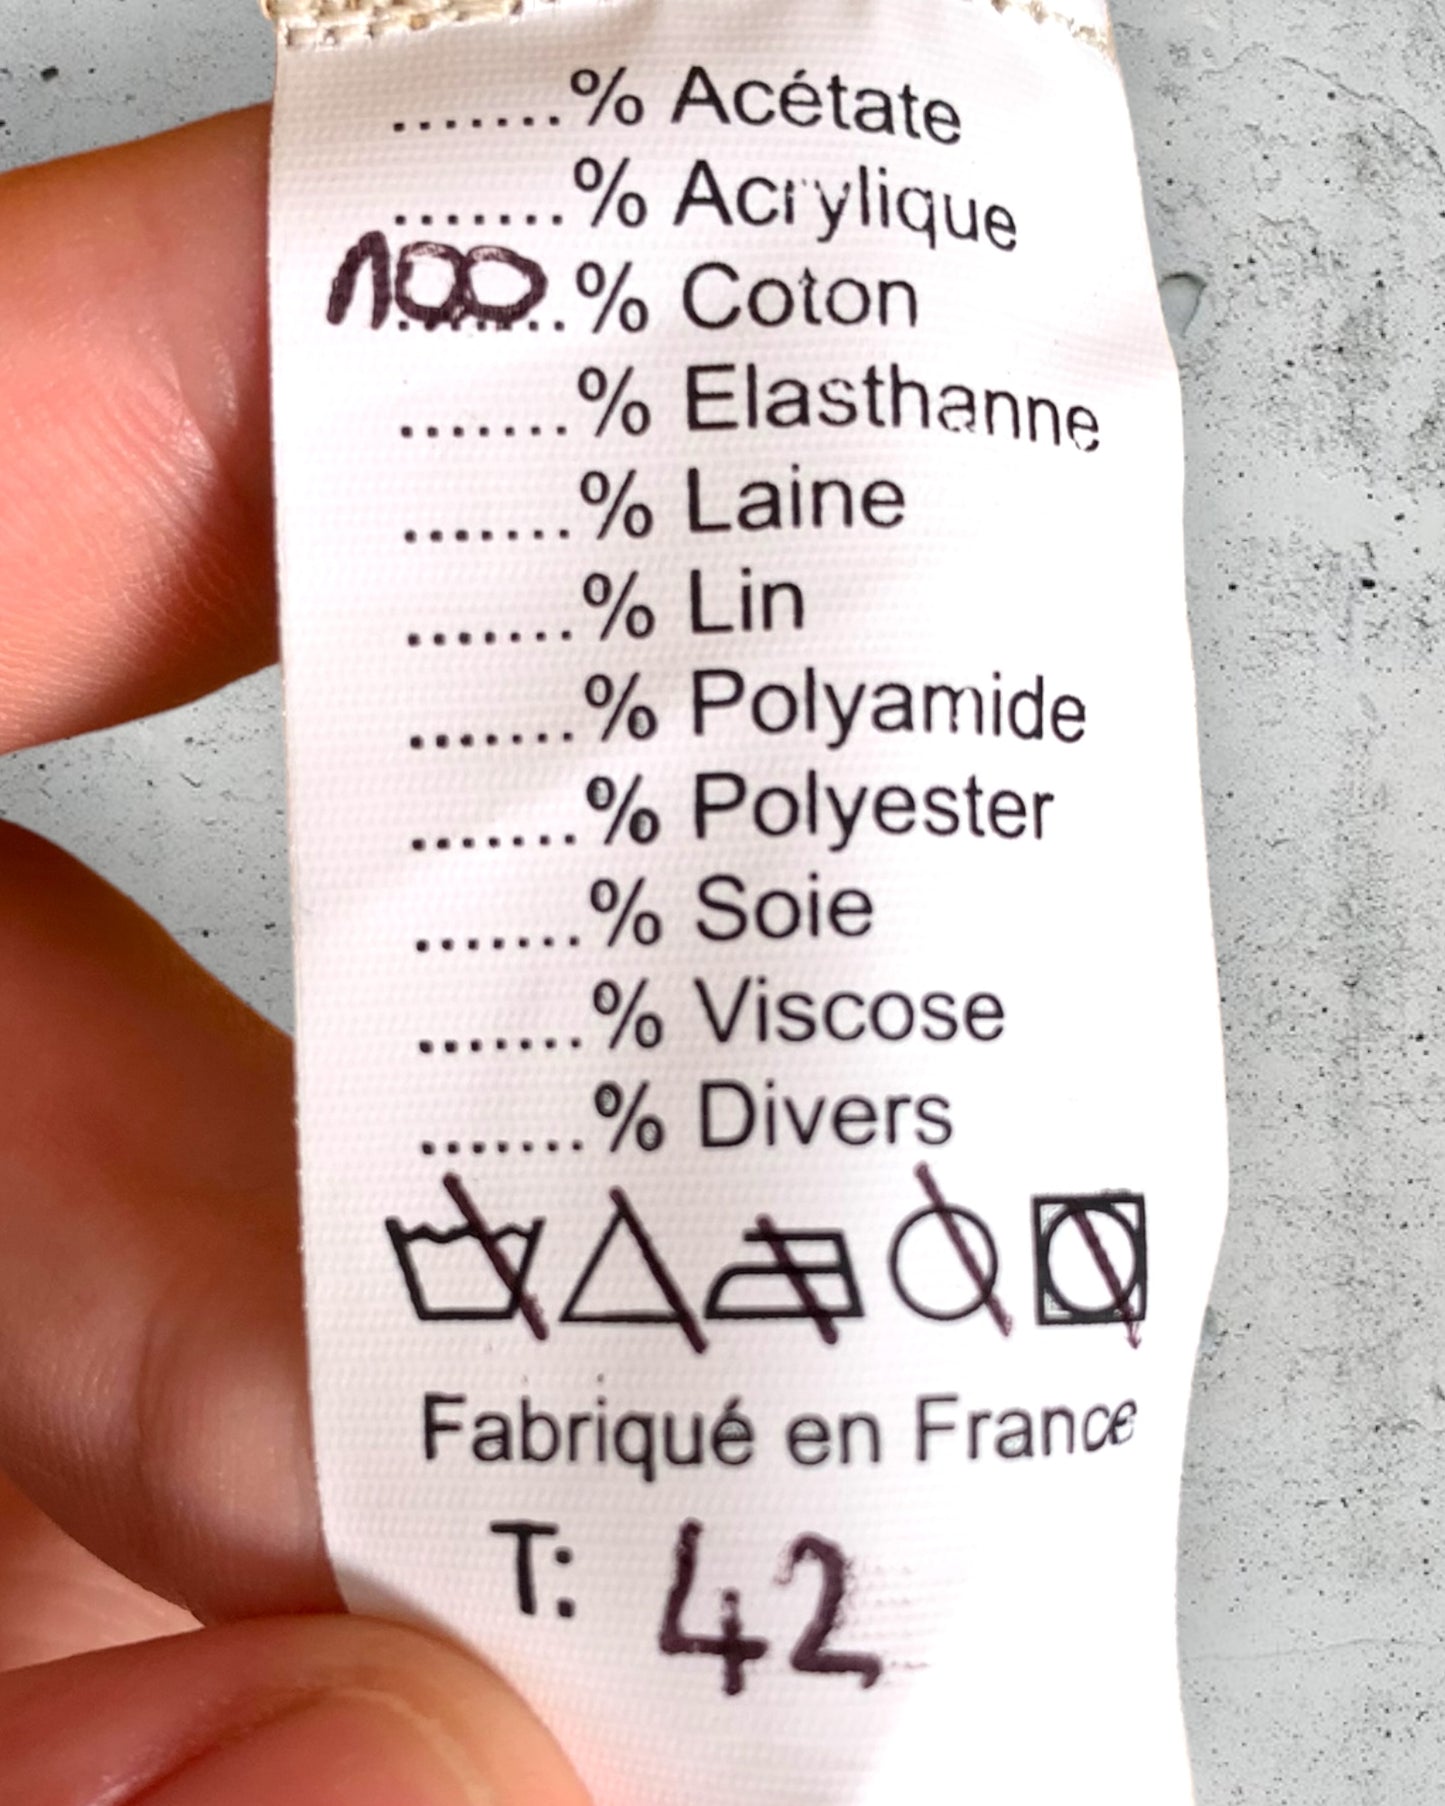 .......% Acétate
.......% Acrylique
100.......% Coton
.......% Elasthanne
.......% Laine
.......% Lin
.......% Polyamide
.......% Polyester
.......% Soie
.......% Viscose
.......% Divers
Fabriqué en France
T: 42